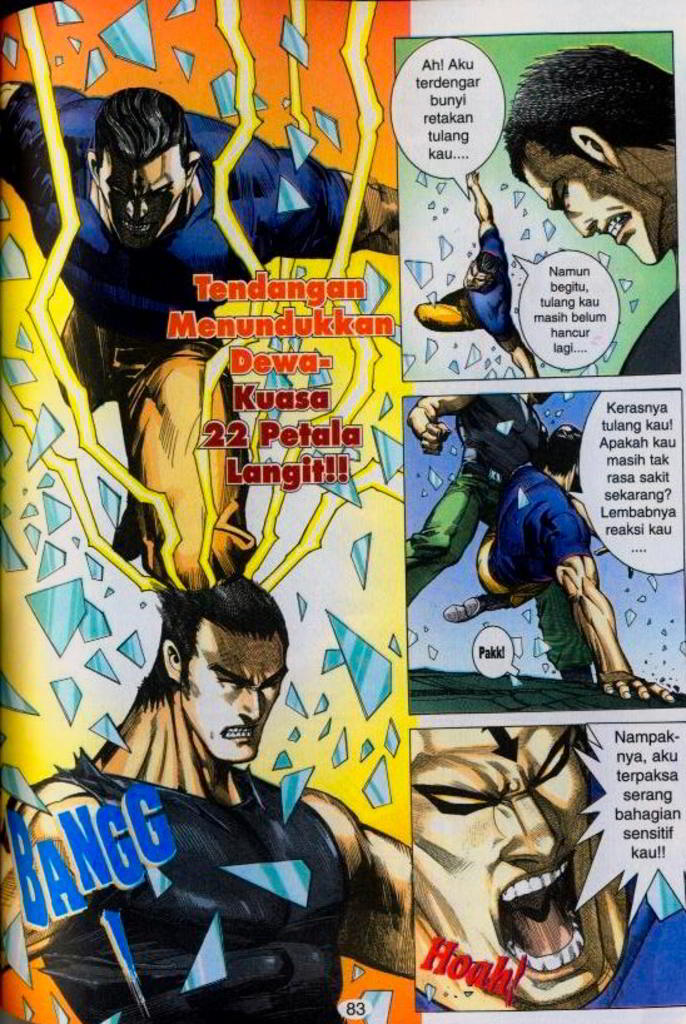 Tendangan
Menundukkan
Dewa-
Kuasa
22 Petala
Langit!!
BANGG
!
Ah! Aku
terdengar
bunyi
retakan
tulang
kau....
Namun
begitu,
tulang kau
masih belum
hancur
lagi....
Kerasnya
tulang kau!
Apakah kau
masih tak
rasa sakit
sekarang?
Lembabnya
reaksi kau
....
Pakk!
Nampak-
nya, aku
terpaksa
serang
bahagian
sensitif
kau!!
Hoah!
83